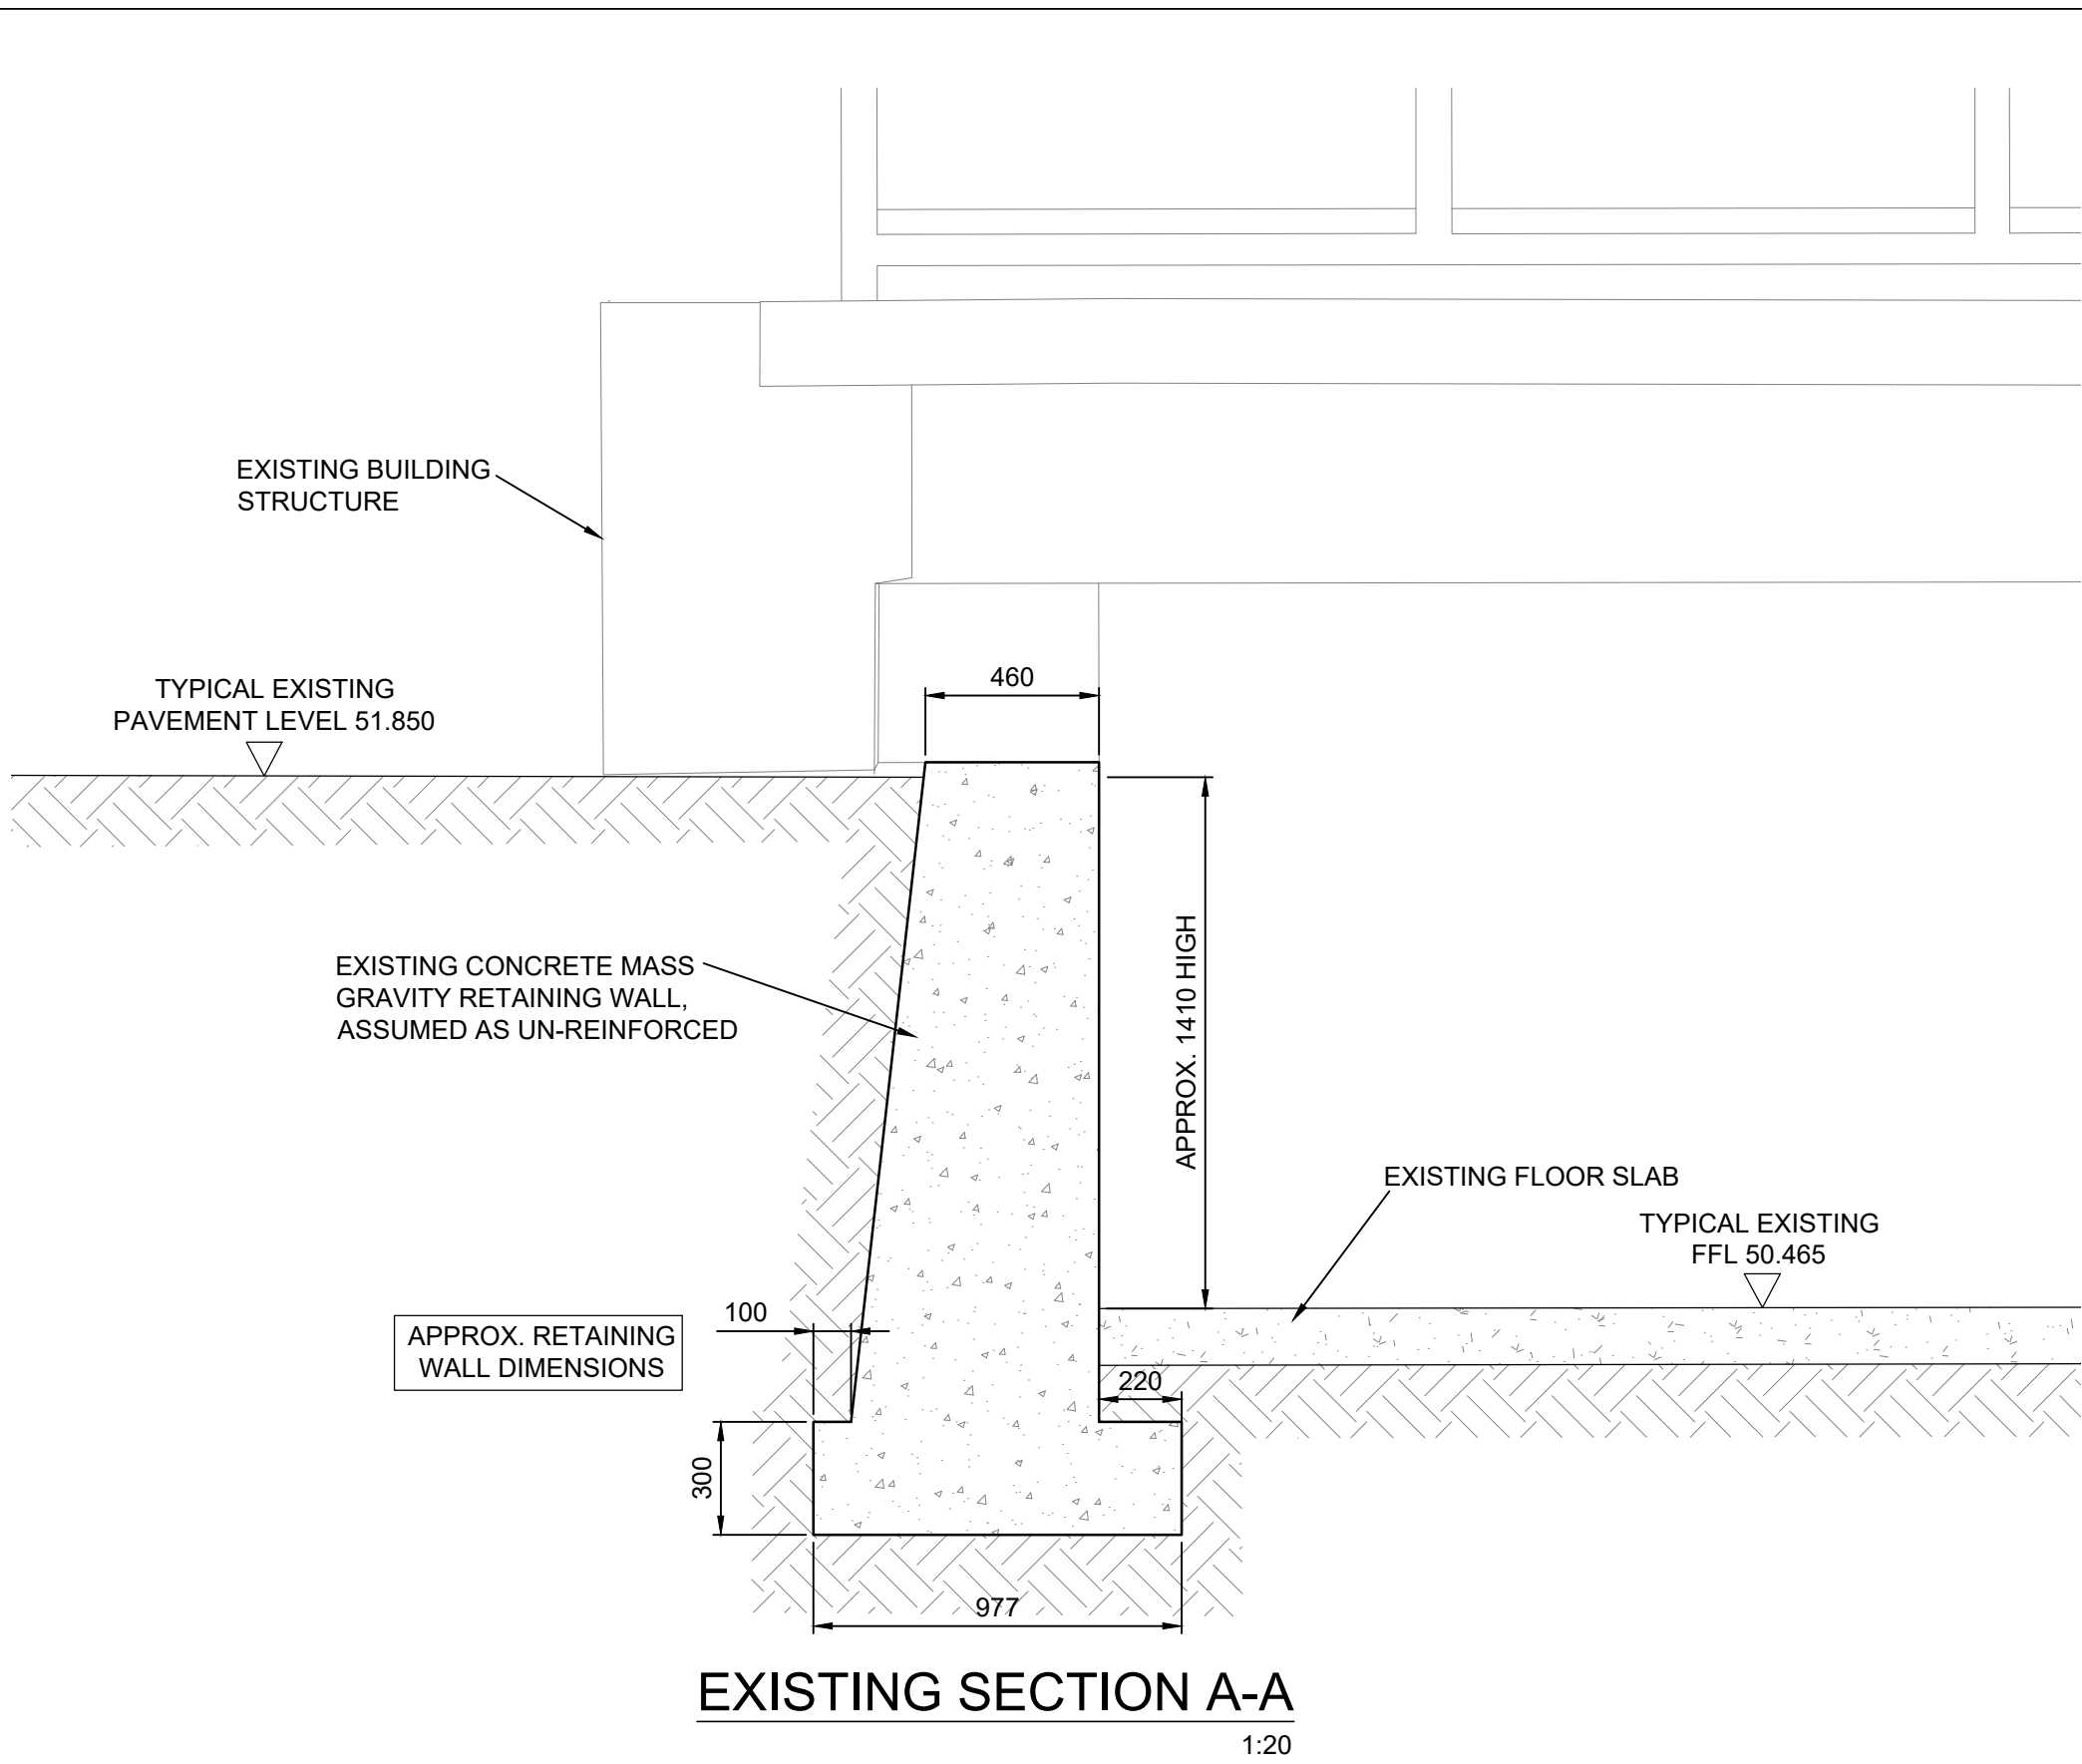 EXISTING BUILDING
STRUCTURE
TYPICAL EXISTING
PAVEMENT LEVEL 51.850
460
EXISTING CONCRETE MASS
GRAVITY RETAINING WALL,
ASSUMED AS UN-REINFORCED
APPROX. 1410 HIGH
EXISTING FLOOR SLAB
TYPICAL EXISTING
FFL 50.465
100
APPROX. RETAINING
WALL DIMENSIONS
220
300
977
EXISTING SECTION A-A
1:20